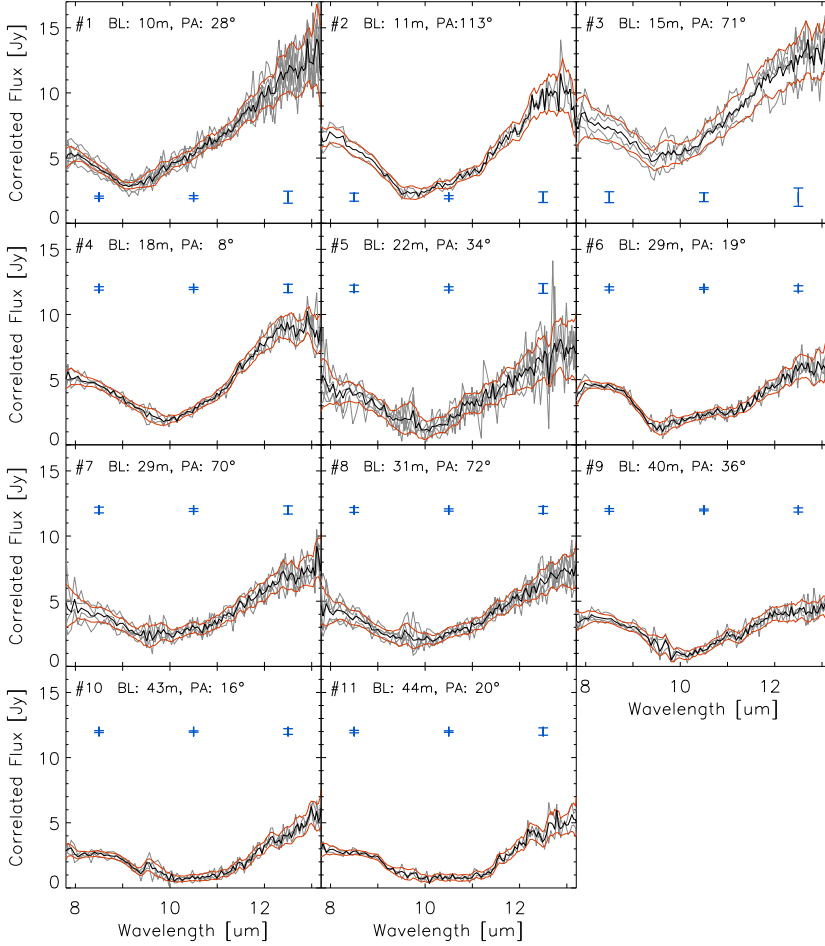 #1 BL: 10m, PA: 28°
#2 BL: 11m, PA:113°
#3 BL: 15m, PA: 71°
15
10
5
0
Correlated Flux [Jy]
#4 BL: 18m, PA: 8°
#5 BL: 22m, PA: 34°
#6 BL: 29m, PA: 19°
15
10
5
0
Correlated Flux [Jy]
#7 BL: 29m, PA: 70°
#8 BL: 31m, PA: 72°
#9 BL: 40m, PA: 36°
15
10
5
0
Correlated Flux [Jy]
8 10 12
Wavelength [um]
#10 BL: 43m, PA: 16°
#11 BL: 44m, PA: 20°
15
10
5
0
Correlated Flux [Jy]
8 10 12
8 10 12
Wavelength [um]
Wavelength [um]